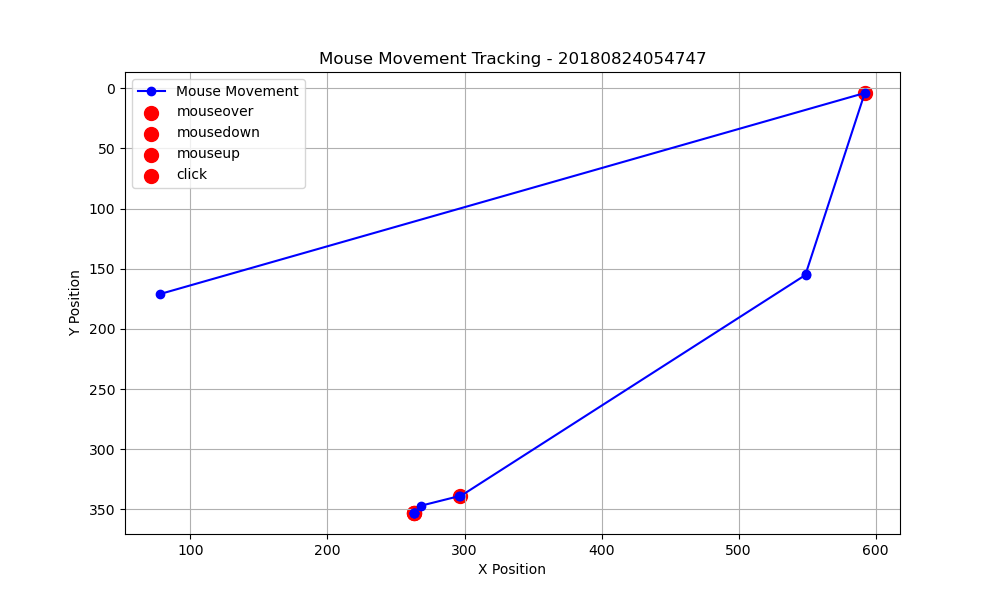 Mouse Movement Tracking - 20180824054747
Mouse Movement
mouseover
mousedown
mouseup
click
0
50
100
150
200
250
300
350
Y Position
100
200
300
400
500
600
X Position